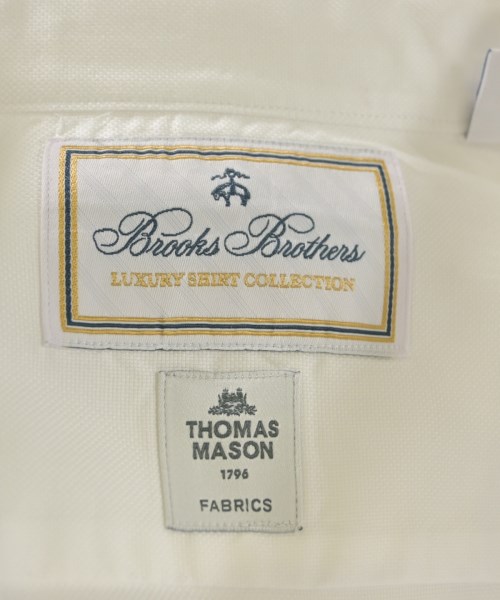 Brooks Brothers
LUXURY SHIRT COLLECTION
THOMAS
MASON
1796
FABRICS